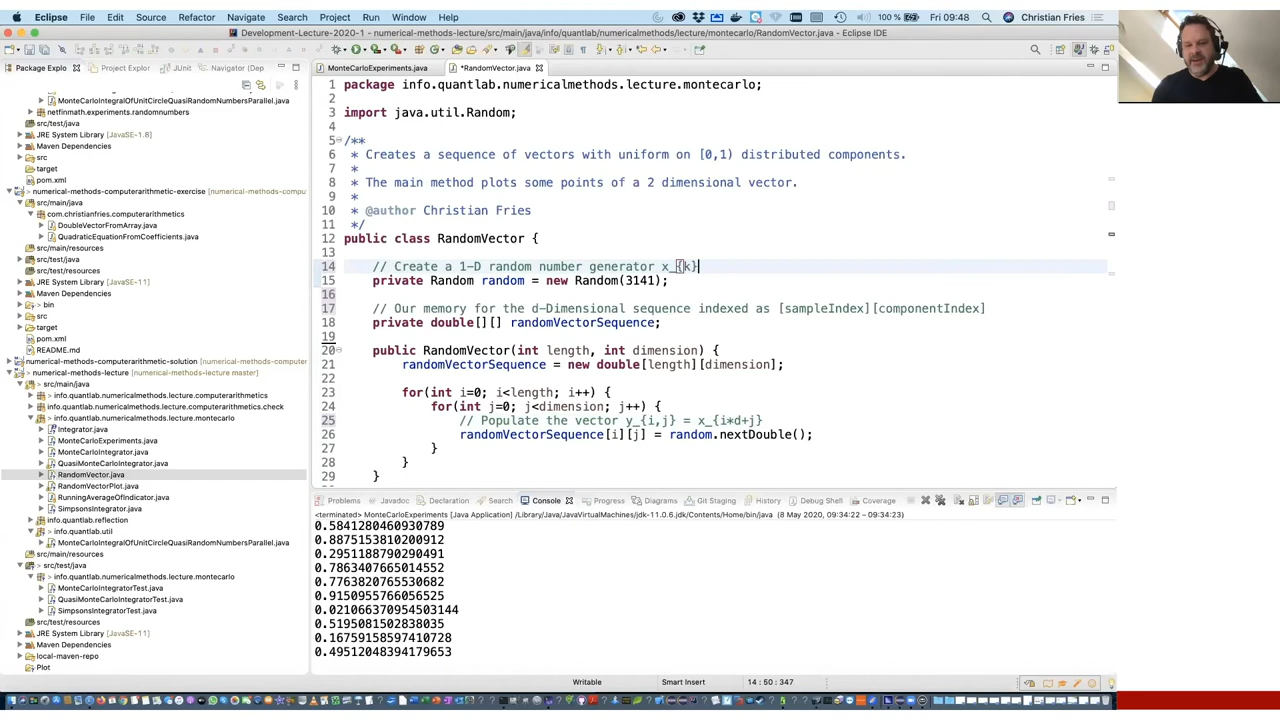 Eclipse File Edit Source Refactor Navigate Search Project Run Window Help 100 % Fri 09:48 Christian Fries
Development-Lecture-2020-1 - numerical-methods-lecture/src/main/java/info/quantlab/numericalmethods/lecture/montecarlo/RandomVector.java - Eclipse IDE
Package Explo Project Explor JUnit Navigator (Dep
MonteCarloExperiments.java *RandomVector.java
MonteCarloIntegralOfUnitCircleQuasiRandomNumbersParallel.java
netfinmath.experiments.randomnumbers
src/test/java
JRE System Library [JavaSE-1.8]
Maven Dependencies
src
target
pom.xml
numerical-methods-computerarithmetic-exercise [numerical-methods-compu
src/main/java
com.christianfries.computerarithmetics
DoubleVectorFromArray.java
QuadraticEquationFromCoefficients.java
src/main/resources
src/test/java
src/test/resources
JRE System Library [JavaSE-11]
Maven Dependencies
bin
src
target
pom.xml
README.md
numerical-methods-computerarithmetic-solution [numerical-methods-computer
numerical-methods-lecture [numerical-methods-lecture master]
src/main/java
info.quantlab.numericalmethods.lecture.computerarithmetics
info.quantlab.numericalmethods.lecture.computerarithmetics.check
info.quantlab.numericalmethods.lecture.montecarlo
Integrator.java
MonteCarloExperiments.java
MonteCarloIntegrator.java
QuasiMonteCarloIntegrator.java
RandomVector.java
RandomVectorPlot.java
RunningAverageOfIndicator.java
SimpsonsIntegrator.java
info.quantlab.reflection
info.quantlab.util
MonteCarloIntegralOfUnitCircleQuasiRandomNumbersParallel.java
src/main/resources
src/test/java
info.quantlab.numericalmethods.lecture.montecarlo
MonteCarloIntegratorTest.java
QuasiMonteCarloIntegratorTest.java
SimpsonsIntegratorTest.java
src/test/resources
JRE System Library [JavaSE-11]
Maven Dependencies
local-maven-repo
Plot
1 package info.quantlab.numericalmethods.lecture.montecarlo;
2
3 import java.util.Random;
4
5 /**
6 * Creates a sequence of vectors with uniform on [0,1) distributed components.
7 *
8 * The main method plots some points of a 2 dimensional vector.
9 *
10 * @author Christian Fries
11 */
12 public class RandomVector {
13
14 // Create a 1-D random number generator x_{k}
15 private Random random = new Random(3141);
16
17 // Our memory for the d-Dimensional sequence indexed as [sampleIndex][componentIndex]
18 private double[][] randomVectorSequence;
19
20 public RandomVector(int length, int dimension) {
21 randomVectorSequence = new double[length][dimension];
22
23 for(int i=0; i<length; i++) {
24 for(int j=0; j<dimension; j++) {
25 // Populate the vector y_{i,j} = x_{i*d+j}
26 randomVectorSequence[i][j] = random.nextDouble();
27 }
28 }
29 }
Problems Javadoc Declaration Search Console Progress Diagrams Git Staging History Debug Shell Coverage
<terminated> MonteCarloExperiments [Java Application] /Library/Java/JavaVirtualMachines/jdk-11.0.6.jdk/Contents/Home/bin/java (8 May 2020, 09:34:22 – 09:34:23)
0.5841280460930789
0.8875153810200912
0.2951188790290491
0.7863407665014552
0.7763820765530682
0.9150955766056525
0.021066370954503144
0.5195081502838035
0.16759158597410728
0.49512048394179653
Writable Smart Insert 14 : 50 : 347